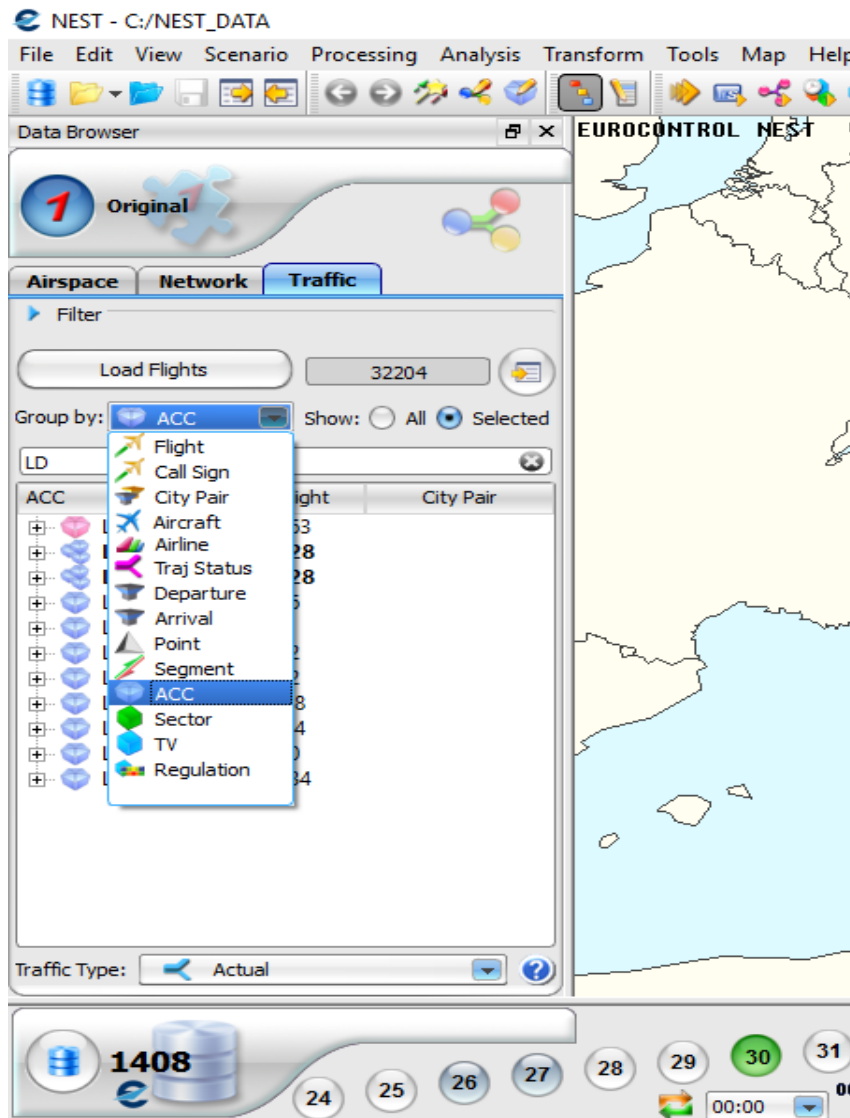 NEST - C:/NEST_DATA
File Edit View Scenario Processing Analysis Transform Tools Map Help
Data Browser
EUROCONTROL NEST
1 Original
Airspace Network Traffic
Filter
Load Flights 32204
Group by: ACC Show: All Selected
LD
ACC City Pair
Flight
Call Sign
City Pair
Aircraft
Airline
Traj Status
Departure
Arrival
Point
Segment
ACC
Sector
TV
Regulation
Traffic Type: Actual
1408
24 25 26 27 28 29 30 31
00:00